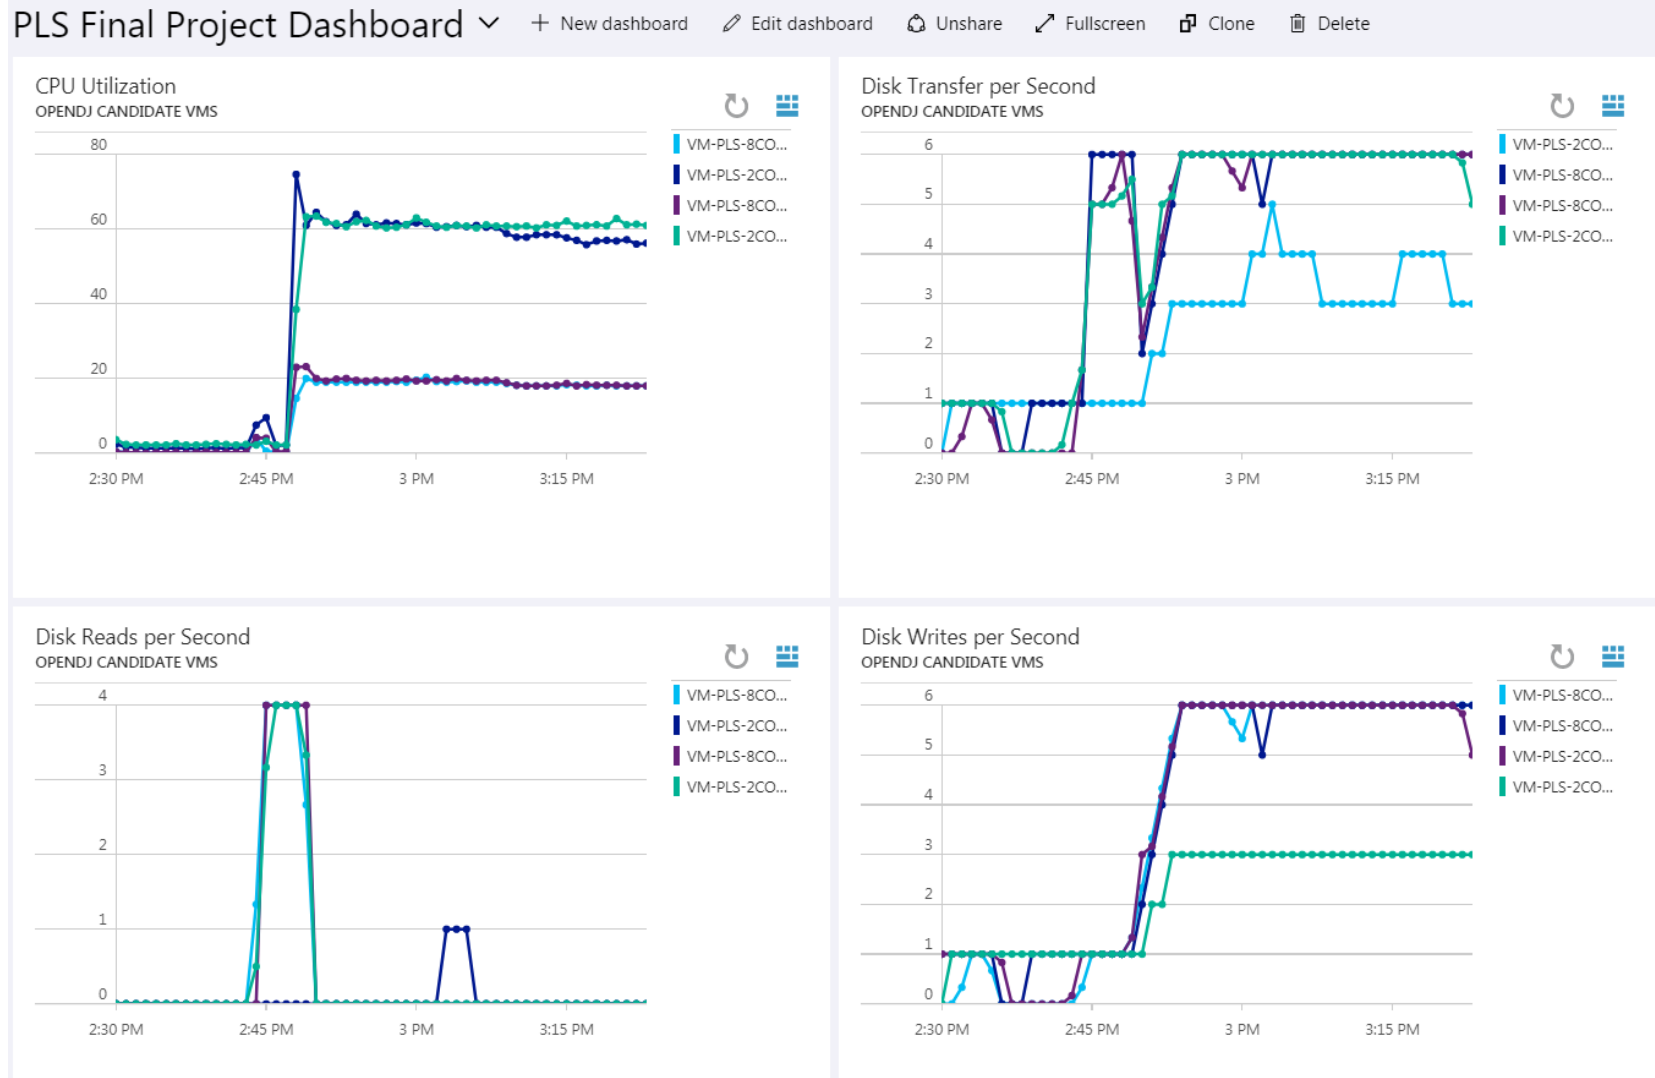 PLS Final Project Dashboard
New dashboard
Edit dashboard
Unshare
Fullscreen
Clone
Delete
CPU Utilization
OPENDJ CANDIDATE VMS
80
60
40
20
0
2:30 PM
2:45 PM
3 PM
3:15 PM
VM-PLS-8CO...
VM-PLS-2CO...
VM-PLS-8CO...
VM-PLS-2CO...
Disk Transfer per Second
OPENDJ CANDIDATE VMS
6
5
4
3
2
1
0
2:30 PM
2:45 PM
3 PM
3:15 PM
VM-PLS-2CO...
VM-PLS-8CO...
VM-PLS-8CO...
VM-PLS-2CO...
Disk Reads per Second
OPENDJ CANDIDATE VMS
4
3
2
1
0
2:30 PM
2:45 PM
3 PM
3:15 PM
VM-PLS-8CO...
VM-PLS-2CO...
VM-PLS-8CO...
VM-PLS-2CO...
Disk Writes per Second
OPENDJ CANDIDATE VMS
6
5
4
3
2
1
0
2:30 PM
2:45 PM
3 PM
3:15 PM
VM-PLS-8CO...
VM-PLS-8CO...
VM-PLS-2CO...
VM-PLS-2CO...